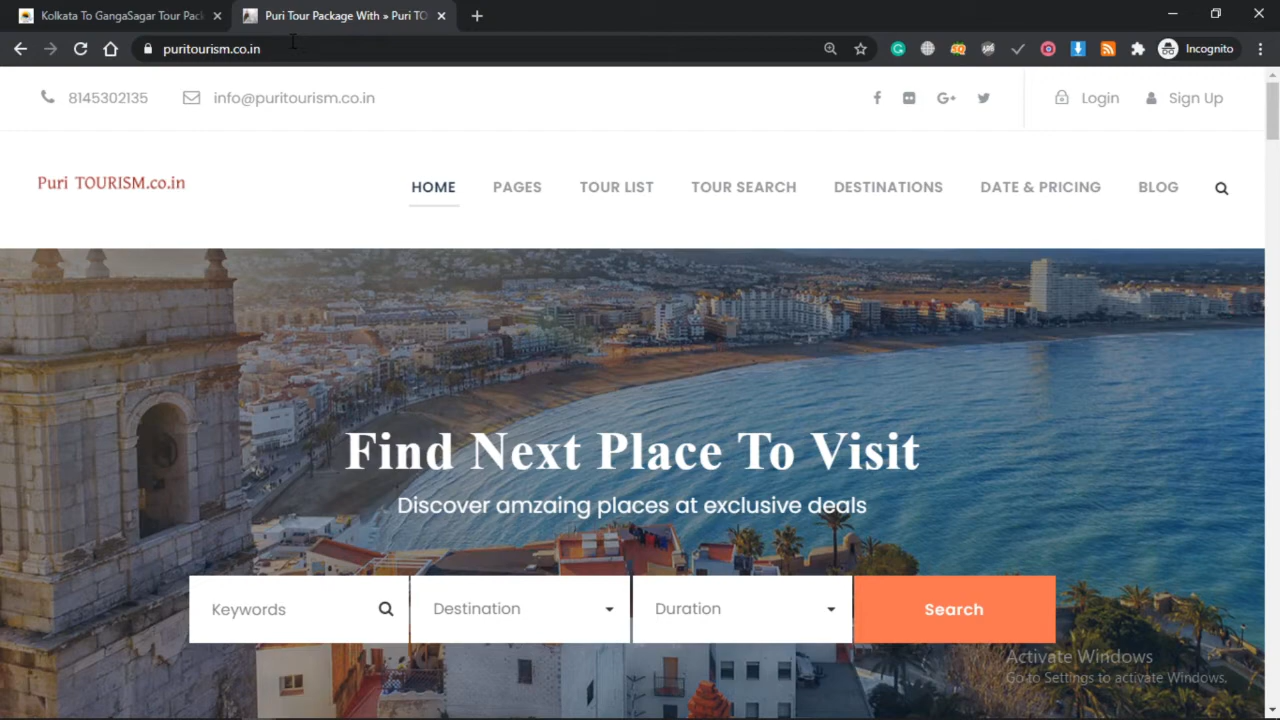 Kolkata To GangaSagar Tour Pack
Puri Tour Package With » Puri TO
puritourism.co.in
Incognito
8145302135
info@puritourism.co.in
Login
Sign Up
Puri TOURISM.co.in
HOME
PAGES
TOUR LIST
TOUR SEARCH
DESTINATIONS
DATE & PRICING
BLOG
Find Next Place To Visit
Discover amzaing places at exclusive deals
Keywords
Destination
Duration
Search
Activate Windows
Go to Settings to activate Windows.